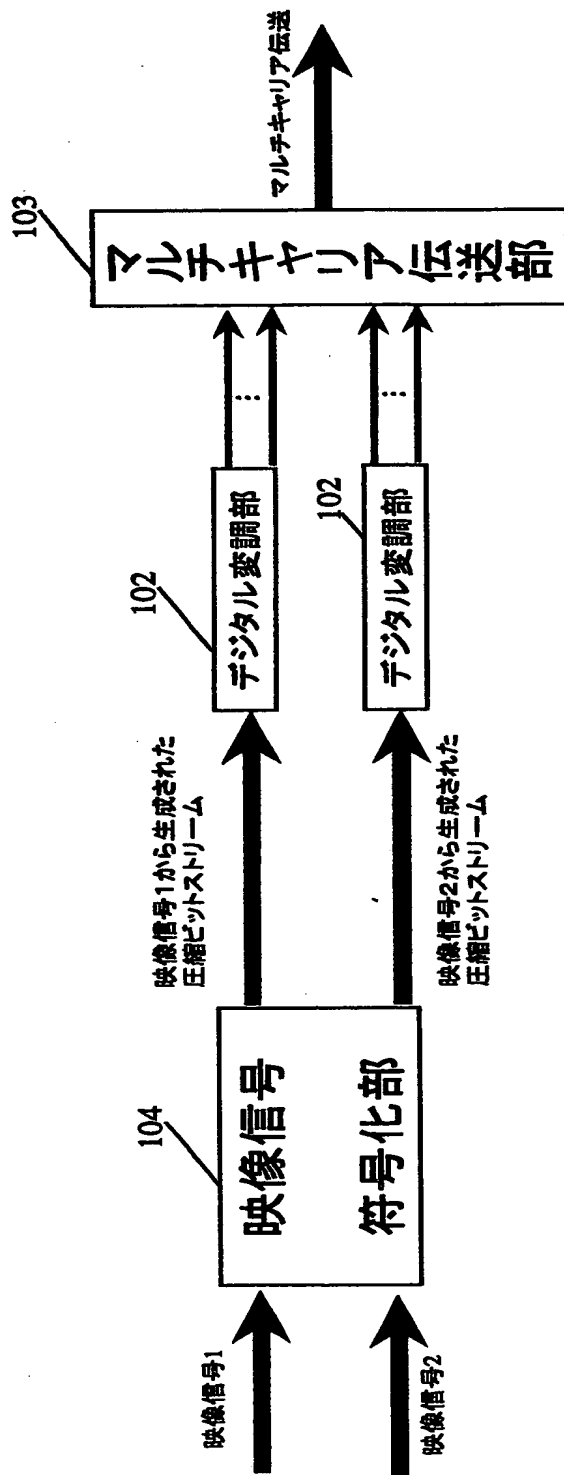 映像信号1
映像信号2
104
映像信号
符号化部
映像信号1から生成された
圧縮ビットストリーム
映像信号2から生成された
圧縮ビットストリーム
102
デジタル変調部
102
デジタル変調部
⋮
⋮
103
マルチキャリア伝送部
マルチキャリア伝送